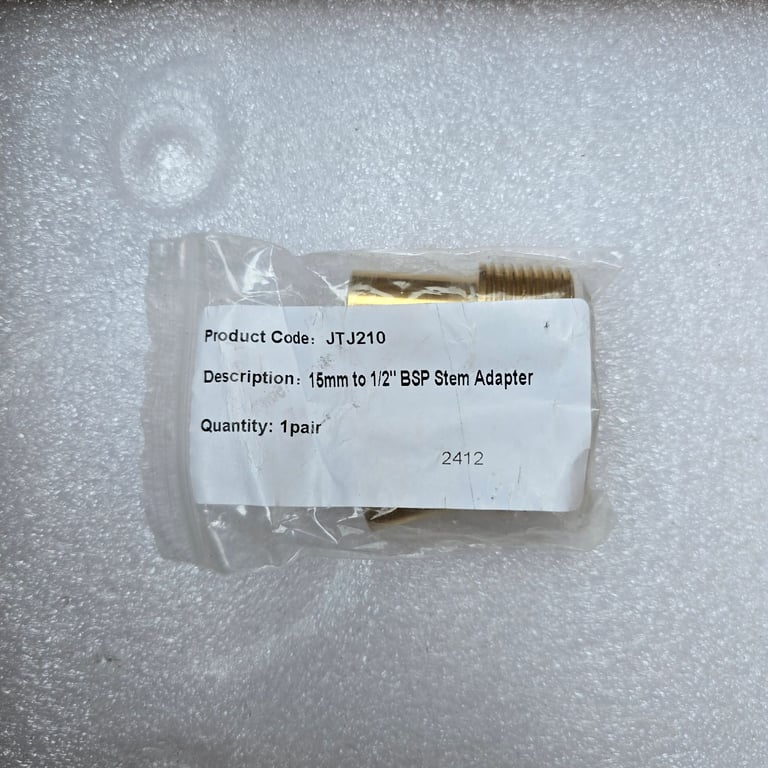 Product Code: JTJ210
Description: 15mm to 1/2" BSP Stem Adapter
Quantity: 1pair
2412